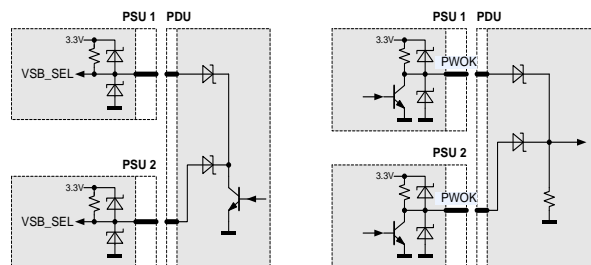 PSU 1 PDU
3.3V
VSB_SEL
PSU 2
3.3V
VSB_SEL
PSU 1 PDU
3.3V
PWOK
PSU 2
3.3V
PWOK